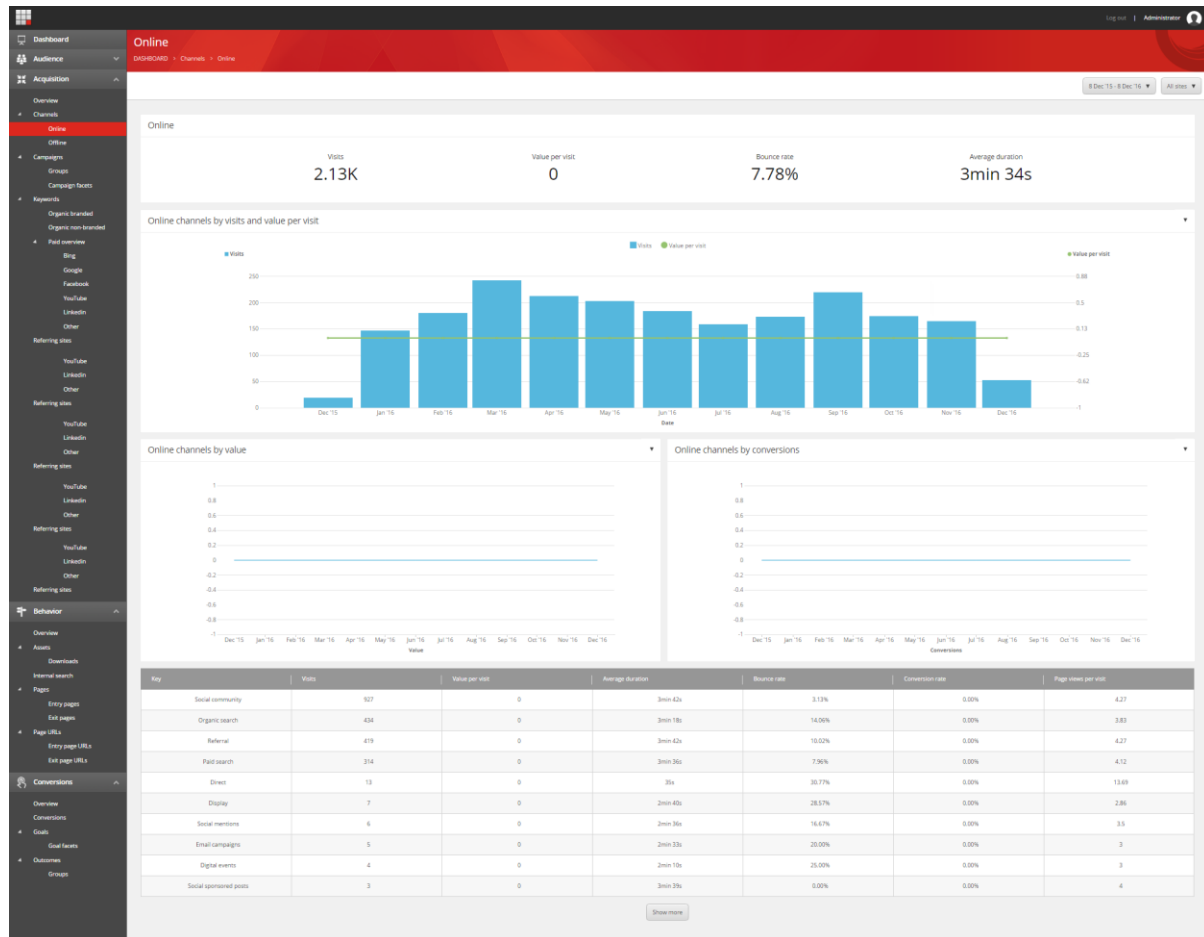 Log out | Administrator
Dashboard
Audience
Acquisition
Overview
Channels
Online
Offline
Campaigns
Groups
Campaign facets
Keywords
Organic branded
Organic non-branded
Paid overview
Bing
Google
Facebook
YouTube
Linkedin
Other
Referring sites
YouTube
Linkedin
Other
Referring sites
YouTube
Linkedin
Other
Referring sites
YouTube
Linkedin
Other
Referring sites
YouTube
Linkedin
Other
Referring sites
Behavior
Overview
Assets
Downloads
Internal search
Pages
Entry pages
Exit pages
Page URLs
Entry page URLs
Exit page URLs
Conversions
Overview
Conversions
Goals
Goal facets
Outcomes
Groups
Online
DASHBOARD > Channels > Online
8 Dec '15 - 8 Dec '16 All sites
Online
Visits Value per visit Bounce rate Average duration
2.13K 0 7.78% 3min 34s
Online channels by visits and value per visit
Visits Value per visit
Visits Value per visit
250 0.88
200 0.5
150 0.13
100 -0.25
50 -0.62
0 -1
Dec '15 Jan '16 Feb '16 Mar '16 Apr '16 May '16 Jun '16 Jul '16 Aug '16 Sep '16 Oct '16 Nov '16 Dec '16
Date
Online channels by value
1
0.8
0.6
0.4
0.2
0
-0.2
-0.4
-0.6
-0.8
-1
Dec '15 Jan '16 Feb '16 Mar '16 Apr '16 May '16 Jun '16 Jul '16 Aug '16 Sep '16 Oct '16 Nov '16 Dec '16
Value
Online channels by conversions
1
0.8
0.6
0.4
0.2
0
-0.2
-0.4
-0.6
-0.8
-1
Dec '15 Jan '16 Feb '16 Mar '16 Apr '16 May '16 Jun '16 Jul '16 Aug '16 Sep '16 Oct '16 Nov '16 Dec '16
Conversions
Key Visits Value per visit Average duration Bounce rate Conversion rate Page views per visit
Social community 927 0 3min 42s 3.13% 0.00% 4.27
Organic search 434 0 3min 18s 14.06% 0.00% 3.83
Referral 419 0 3min 42s 10.02% 0.00% 4.27
Paid search 314 0 3min 36s 7.96% 0.00% 4.12
Direct 13 0 35s 30.77% 0.00% 13.69
Display 7 0 2min 40s 28.57% 0.00% 2.86
Social mentions 6 0 2min 36s 16.67% 0.00% 3.5
Email campaigns 5 0 2min 33s 20.00% 0.00% 3
Digital events 4 0 2min 10s 25.00% 0.00% 3
Social sponsored posts 3 0 3min 39s 0.00% 0.00% 4
Show more